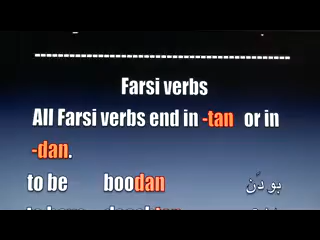 Farsi verbs
All Farsi verbs end in -tan or in
-dan.
to be boodan بودَن